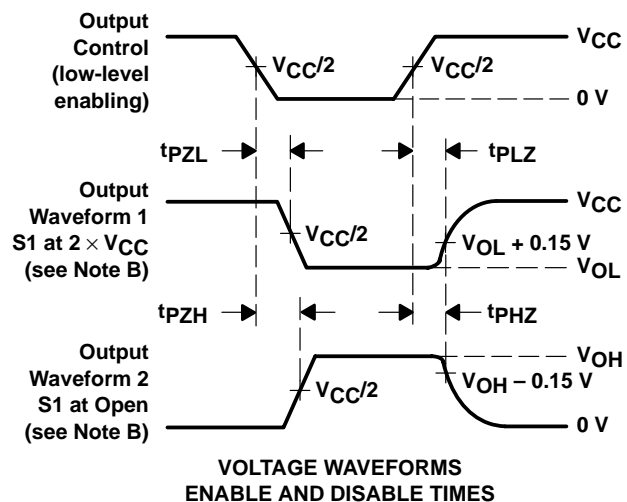 Output
Control
(low-level
enabling)
VCC/2
VCC/2
VCC
0 V
tPZL
tPLZ
Output
Waveform 1
S1 at 2 × VCC
(see Note B)
VCC/2
VCC
VOL + 0.15 V
VOL
tPZH
tPHZ
Output
Waveform 2
S1 at Open
(see Note B)
VCC/2
VOH
VOH – 0.15 V
0 V
VOLTAGE WAVEFORMS
ENABLE AND DISABLE TIMES